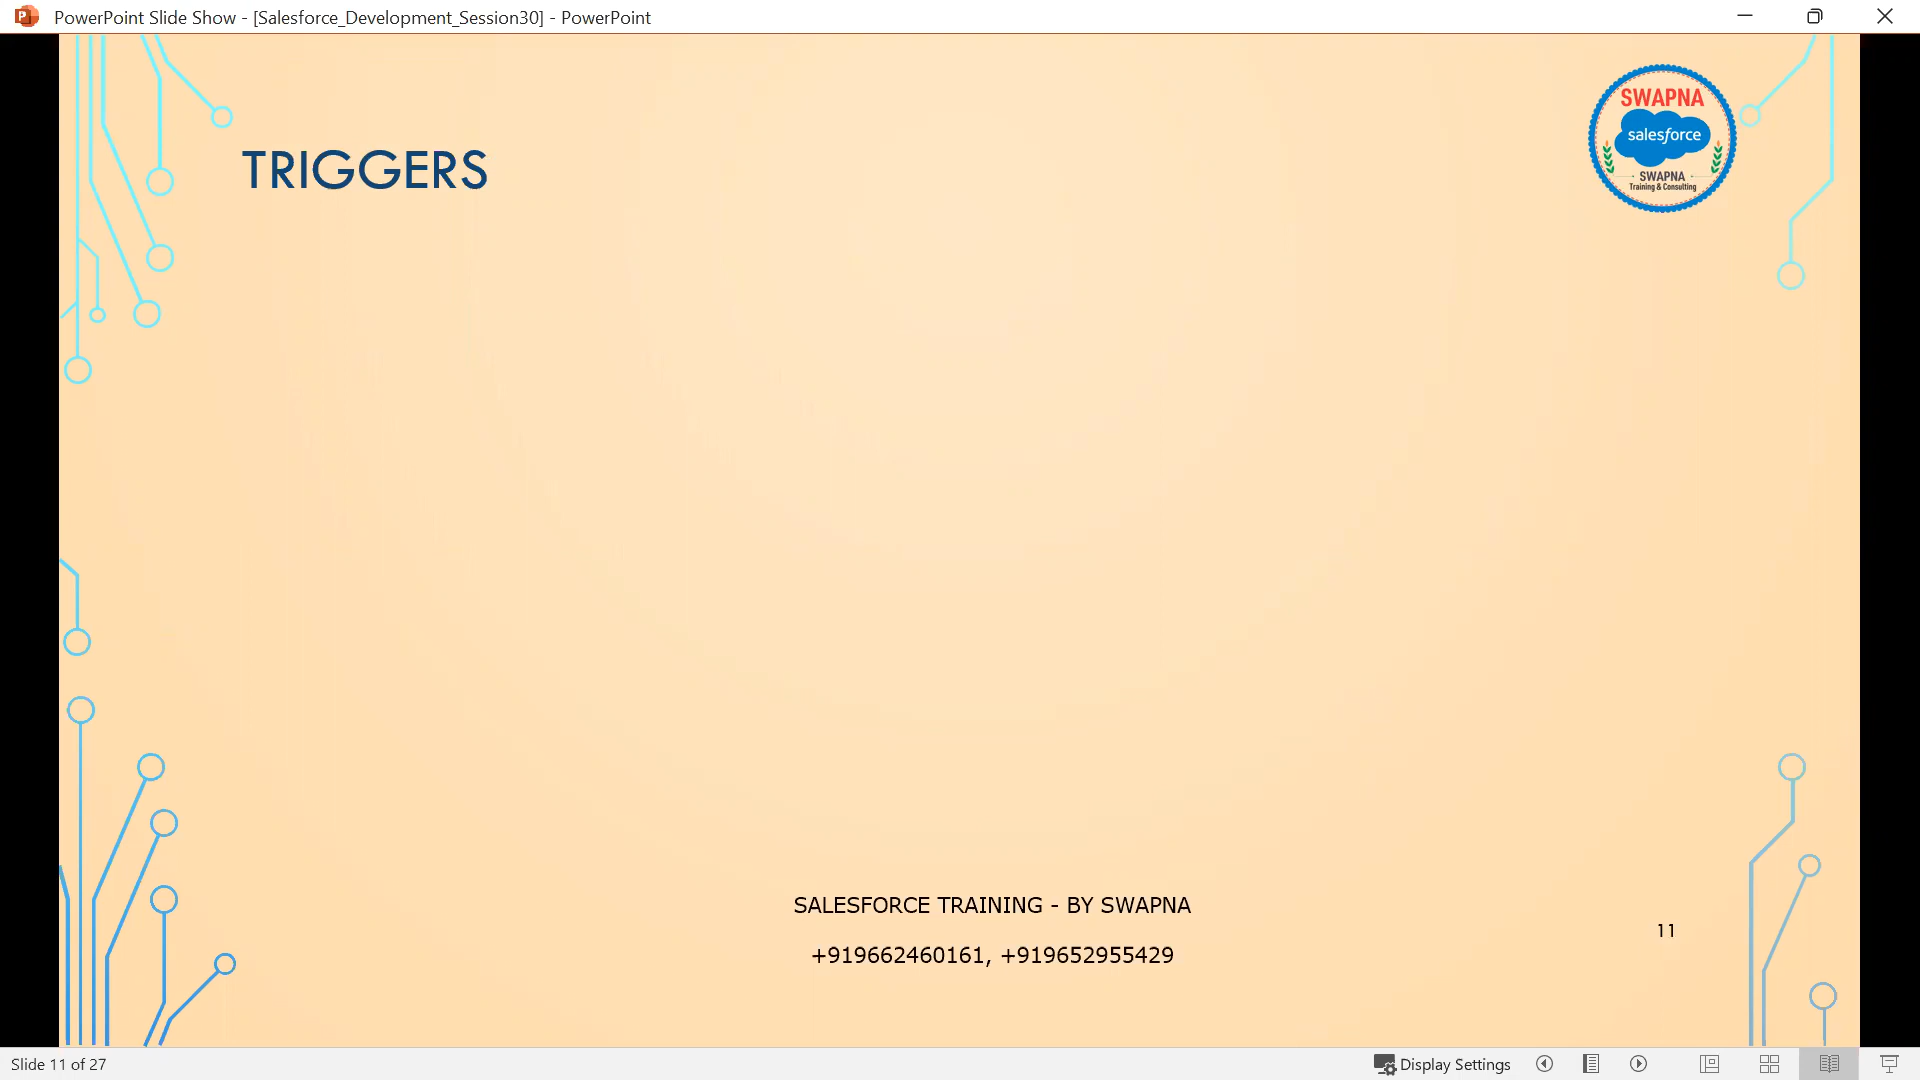 PowerPoint Slide Show - [Salesforce_Development_Session30] - PowerPoint
TRIGGERS
SWAPNA
salesforce
SWAPNA
Training & Consulting
SALESFORCE TRAINING - BY SWAPNA
+919662460161, +919652955429
11
Slide 11 of 27
Display Settings